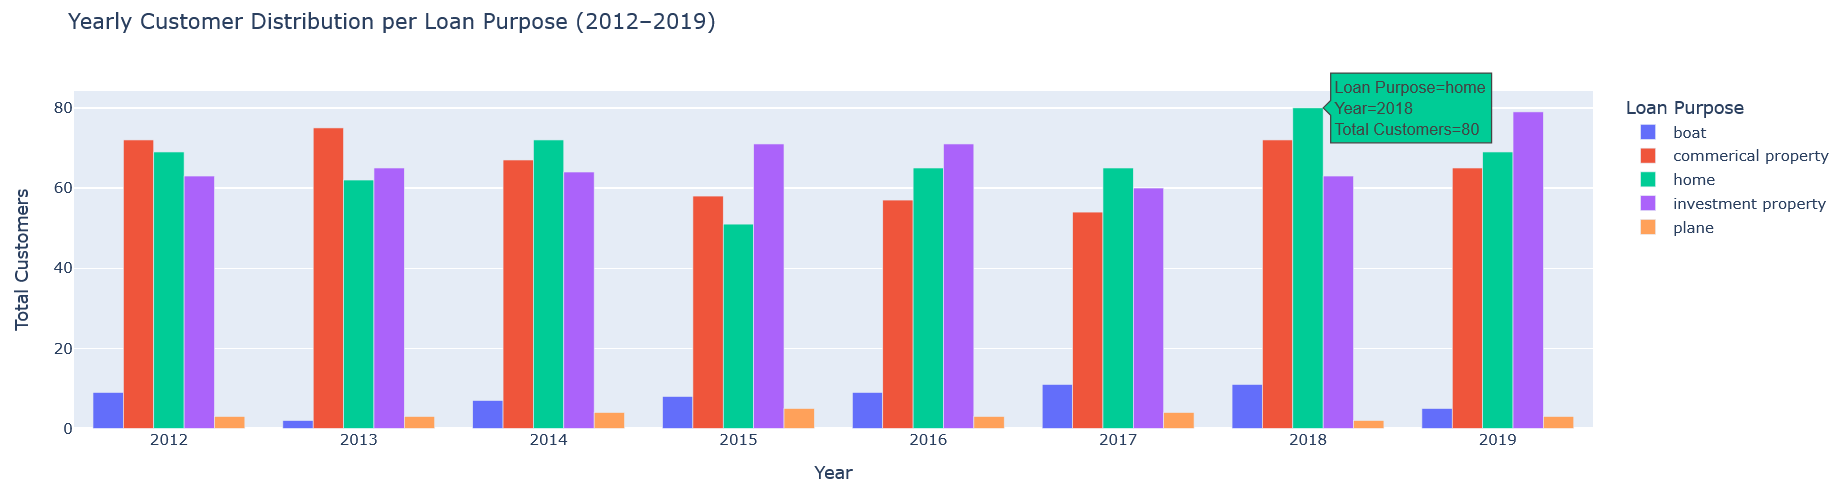 Yearly Customer Distribution per Loan Purpose (2012–2019)
Total Customers
80
60
40
20
0
2012
2013
2014
2015
2016
2017
2018
2019
Year
Loan Purpose=home
Year=2018
Total Customers=80
Loan Purpose
boat
commerical property
home
investment property
plane